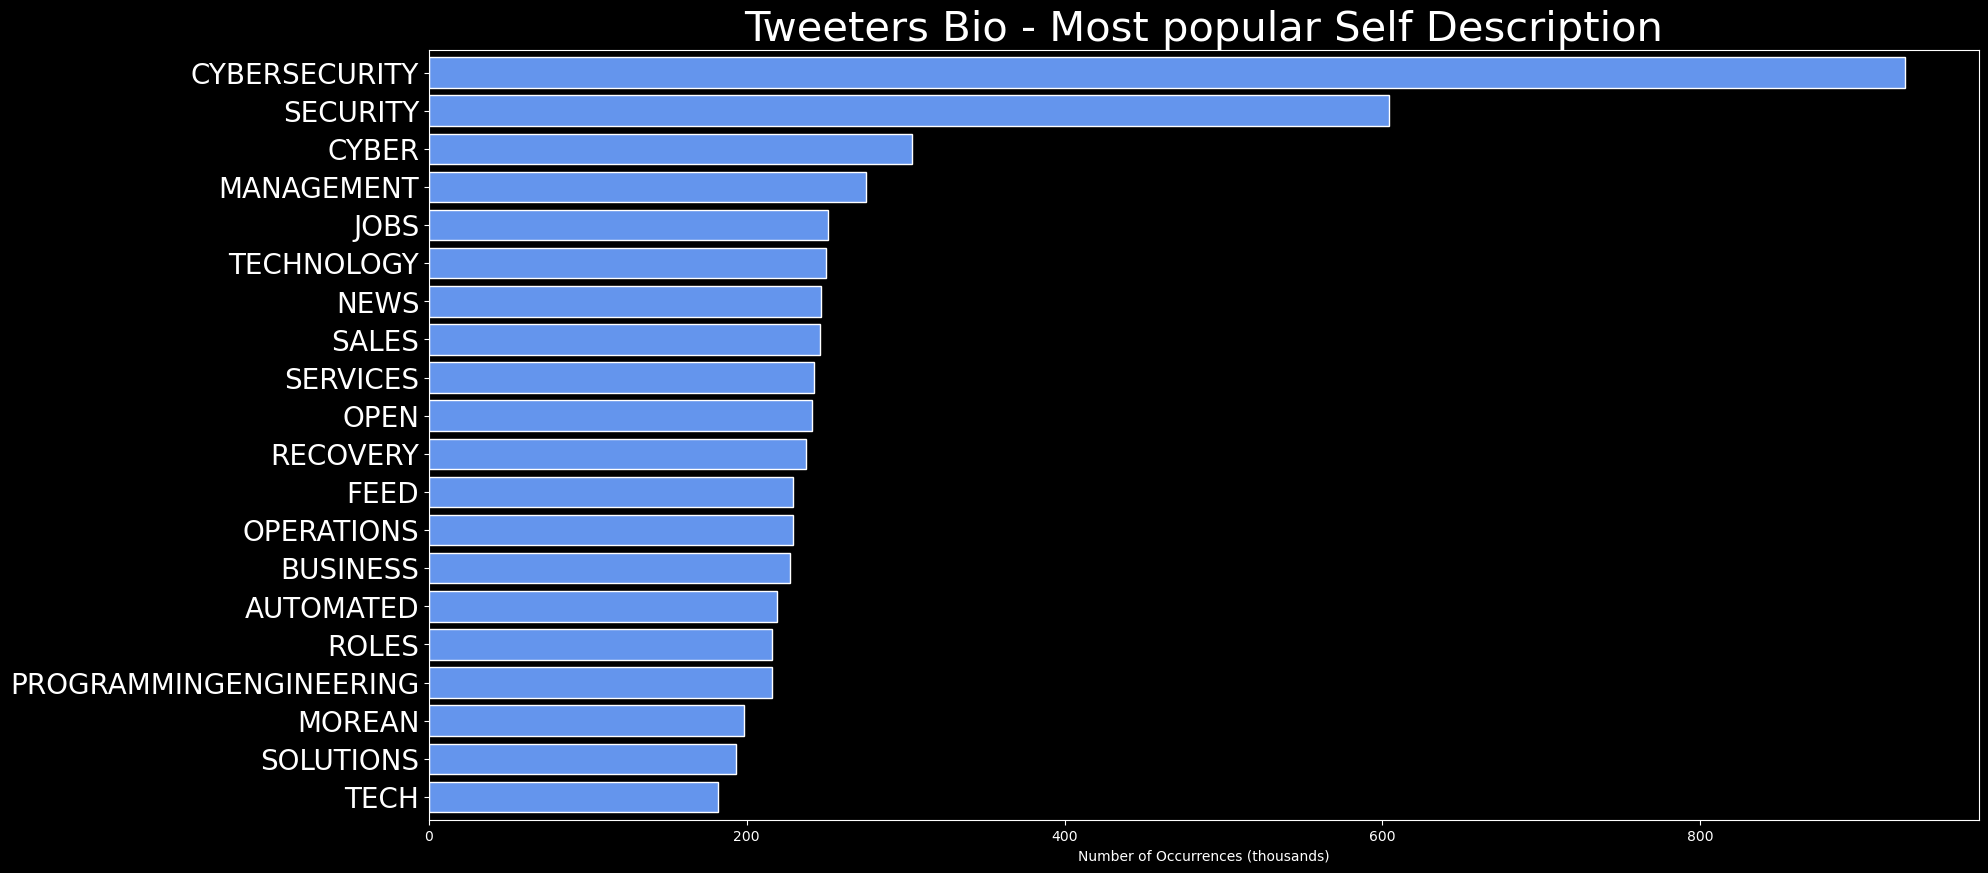 Tweeters Bio - Most popular Self Description
CYBERSECURITY
SECURITY
CYBER
MANAGEMENT
JOBS
TECHNOLOGY
NEWS
SALES
SERVICES
OPEN
RECOVERY
FEED
OPERATIONS
BUSINESS
AUTOMATED
ROLES
PROGRAMMINGENGINEERING
MOREAN
SOLUTIONS
TECH
0 200 400 600 800
Number of Occurrences (thousands)